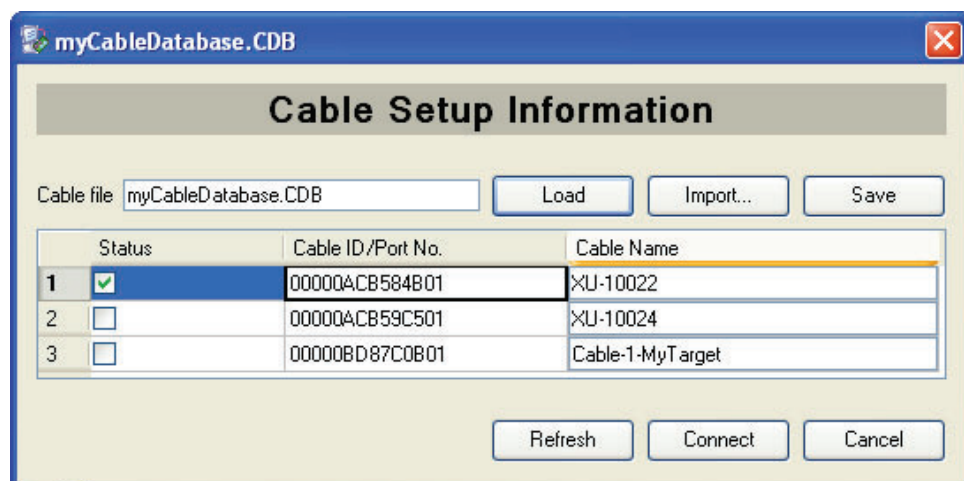 myCableDatabase.CDB
Cable Setup Information
Cable file myCableDatabase.CDB Load Import... Save
Status Cable ID/Port No. Cable Name
1 00000ACB584B01 XU-10022
2 00000ACB59C501 XU-10024
3 00000BD87C0B01 Cable-1-MyTarget
Refresh Connect Cancel